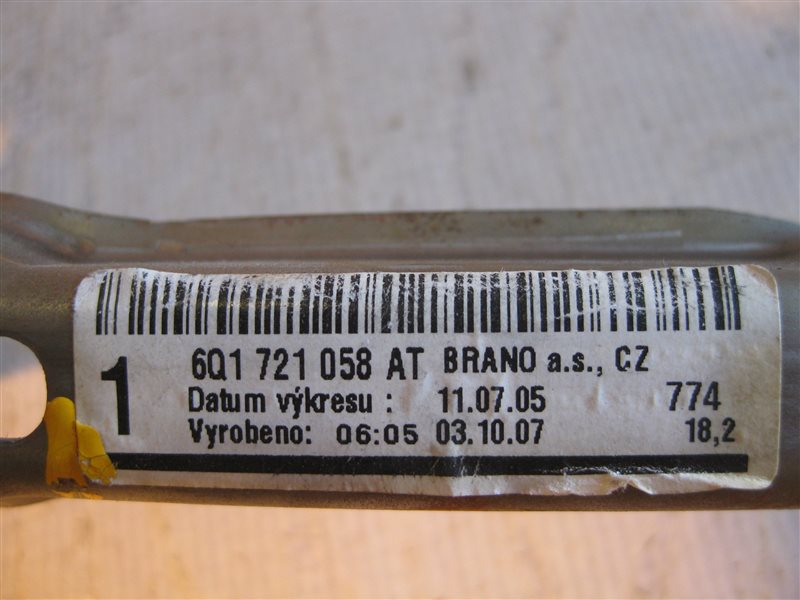 1
6Q1 721 058 AT BRANO a.s., CZ
Datum výkresu : 11.07.05 774
Vyrobeno: 06:05 03.10.07 18,2